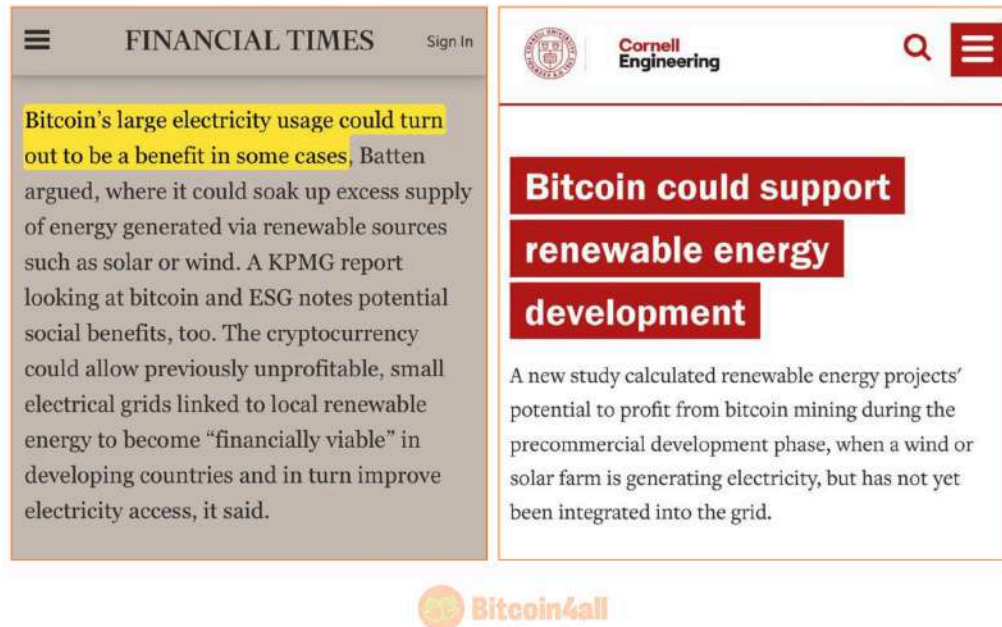 FINANCIAL TIMES
Sign In
Bitcoin’s large electricity usage could turn
out to be a benefit in some cases, Batten
argued, where it could soak up excess supply
of energy generated via renewable sources
such as solar or wind. A KPMG report
looking at bitcoin and ESG notes potential
social benefits, too. The cryptocurrency
could allow previously unprofitable, small
electrical grids linked to local renewable
energy to become “financially viable” in
developing countries and in turn improve
electricity access, it said.
Cornell
Engineering
Bitcoin could support
renewable energy
development
A new study calculated renewable energy projects’
potential to profit from bitcoin mining during the
precommercial development phase, when a wind or
solar farm is generating electricity, but has not yet
been integrated into the grid.
Bitcoin4all